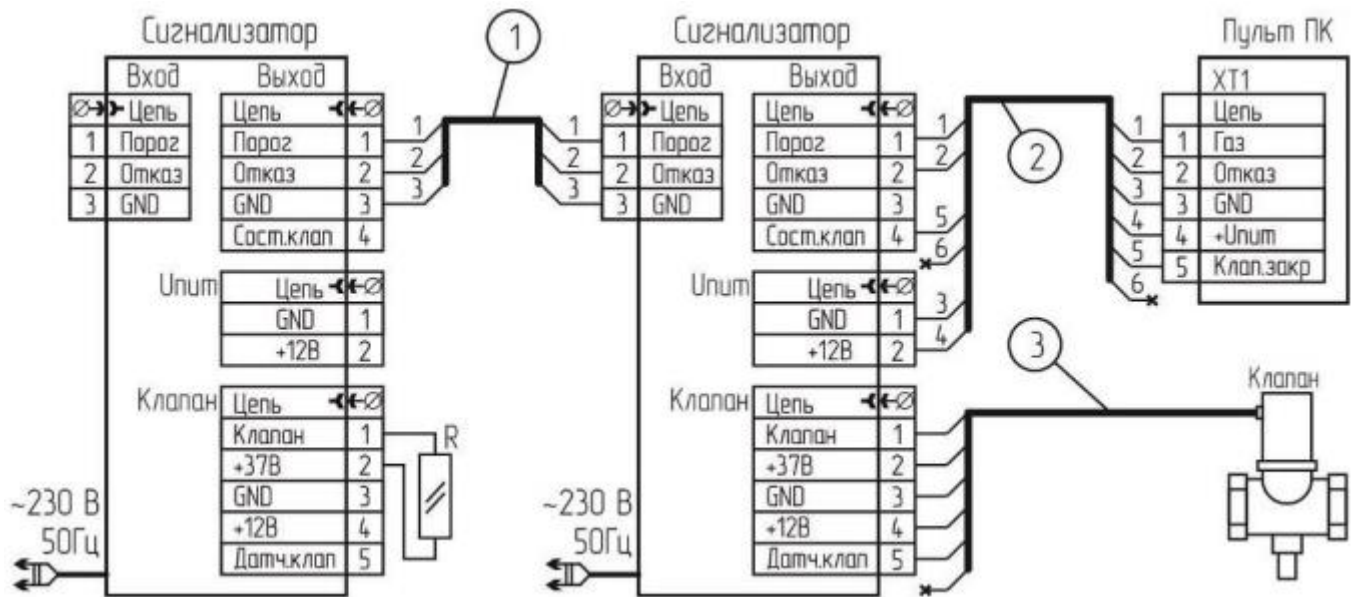 Сигнализатор
1
Сигнализатор
Пульт ПК
Вход
Выход
Вход
Выход
XT1
Цепь
Цепь
Цепь
Цепь
Цепь
1 Порог
Порог 1
1
1
1 Порог
Порог 1
1
1
1 Газ
2 Отказ
Отказ 2
2
2
2 Отказ
Отказ 2
2
2
2
2 Отказ
3 GND
GND 3
3
3
3 GND
GND 3
3
3 GND
Сост.клап 4
Сост.клап 4
5
4
4 +Uпит
6
5
5 Клап.закр
6
Uпит
Цепь
Uпит
Цепь
GND 1
GND 1
3
+12В 2
+12В 2
4
3
Клапан
Клапан
Цепь
Клапан
Цепь
Клапан 1
R
Клапан 1
+37В 2
+37В 2
GND 3
GND 3
+12В 4
+12В 4
Датч.клап 5
Датч.клап 5
~230 В
50Гц
~230 В
50Гц